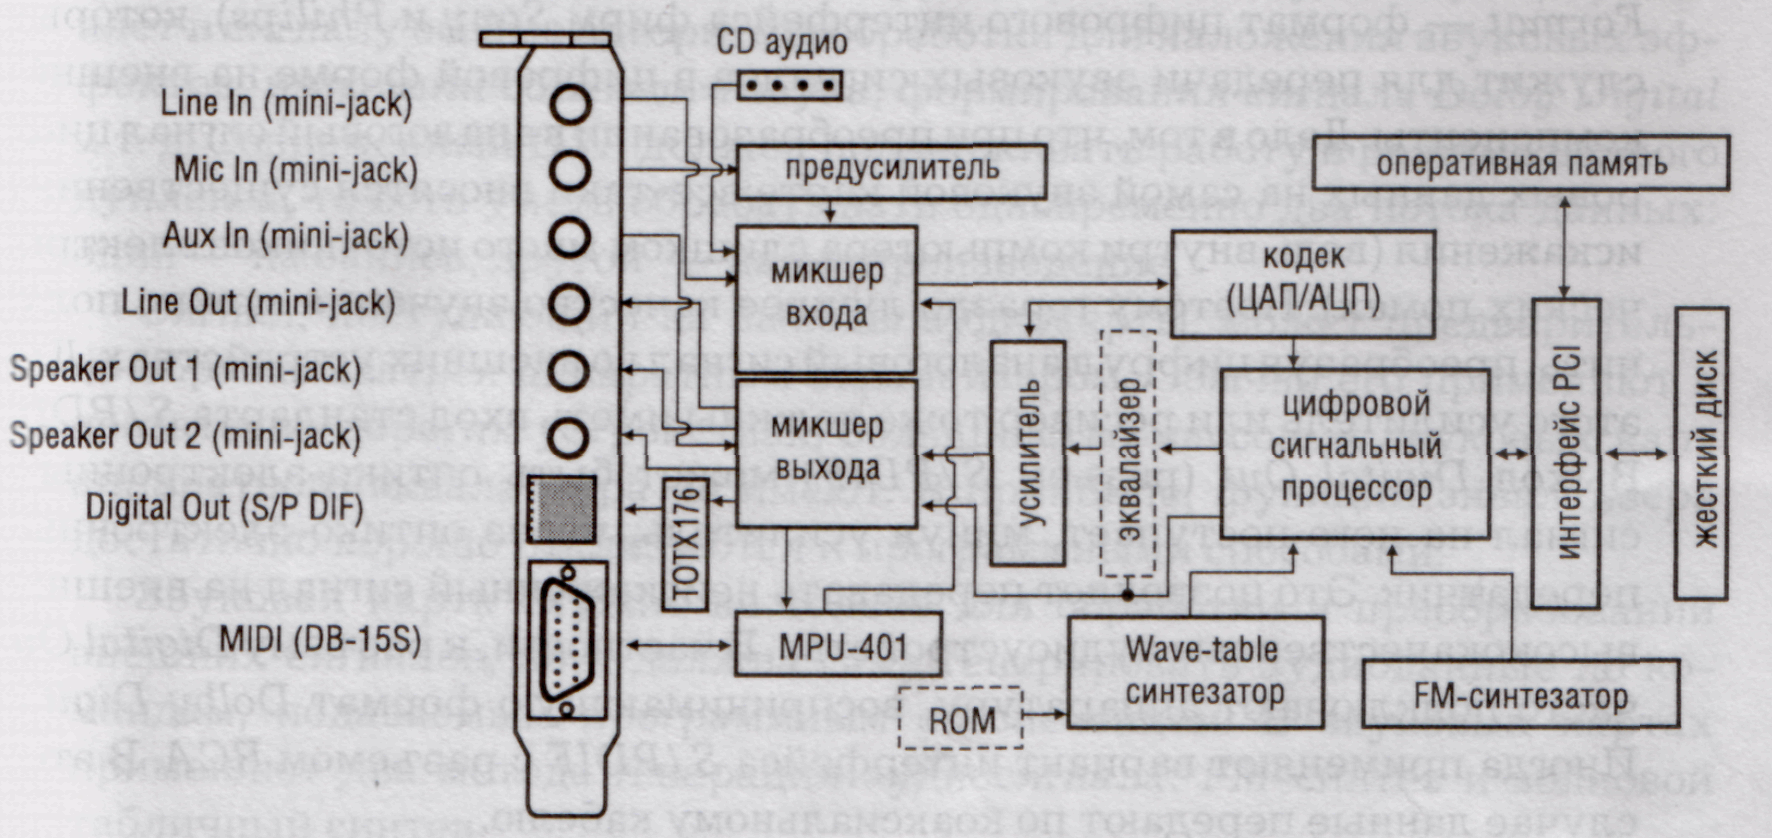 CD аудио
Line In (mini-jack)
Mic In (mini-jack)
Aux In (mini-jack)
Line Out (mini-jack)
Speaker Out 1 (mini-jack)
Speaker Out 2 (mini-jack)
Digital Out (S/P DIF)
MIDI (DB-15S)
предусилитель
оперативная память
микшер
входа
кодек
(ЦАП/АЦП)
микшер
выхода
усилитель
эквалайзер
цифровой
сигнальный
процессор
интерфейс PCI
жесткий диск
TOTX176
MPU-401
Wave-table
синтезатор
FM-синтезатор
ROM